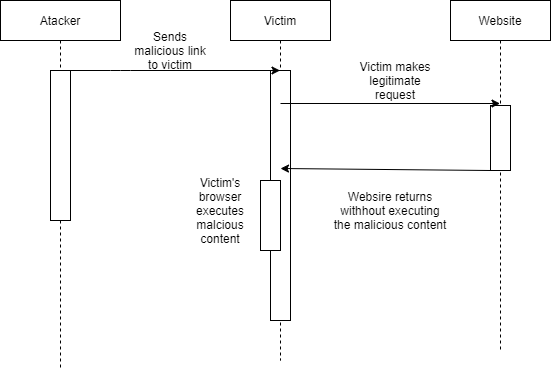 Atacker
Victim
Website
Sends
malicious link
to victim
Victim makes
legitimate
request
Victim's
browser
executes
malcious
content
Websire returns
withhout executing
the malicious content